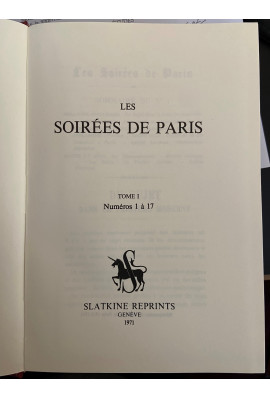 LES
SOIRÉES DE PARIS
TOME I
Numéros 1 à 17
SLATKINE REPRINTS
GENÈVE
1971